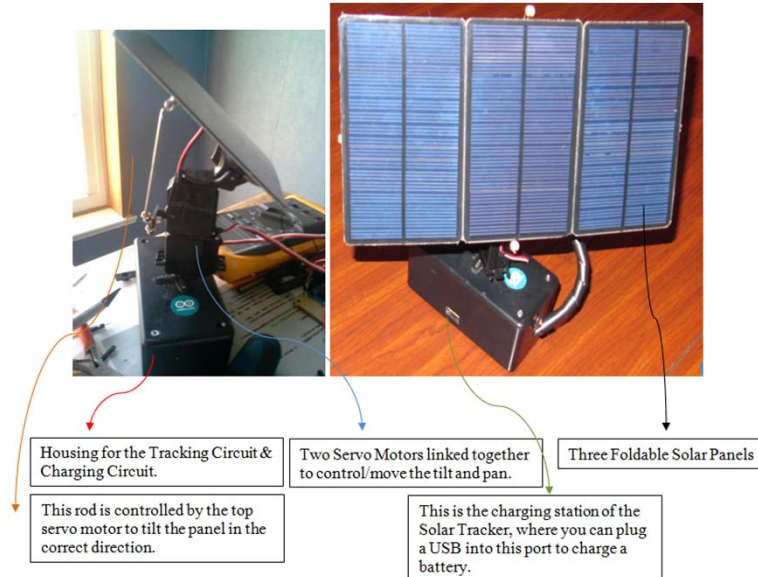 Housing for the Tracking Circuit &
Charging Circuit.
Two Servo Motors linked together
to control/move the tilt and pan.
Three Foldable Solar Panels
This rod is controlled by the top
servo motor to tilt the panel in the
correct direction.
This is the charging station of the
Solar Tracker, where you can plug
a USB into this port to charge a
battery.